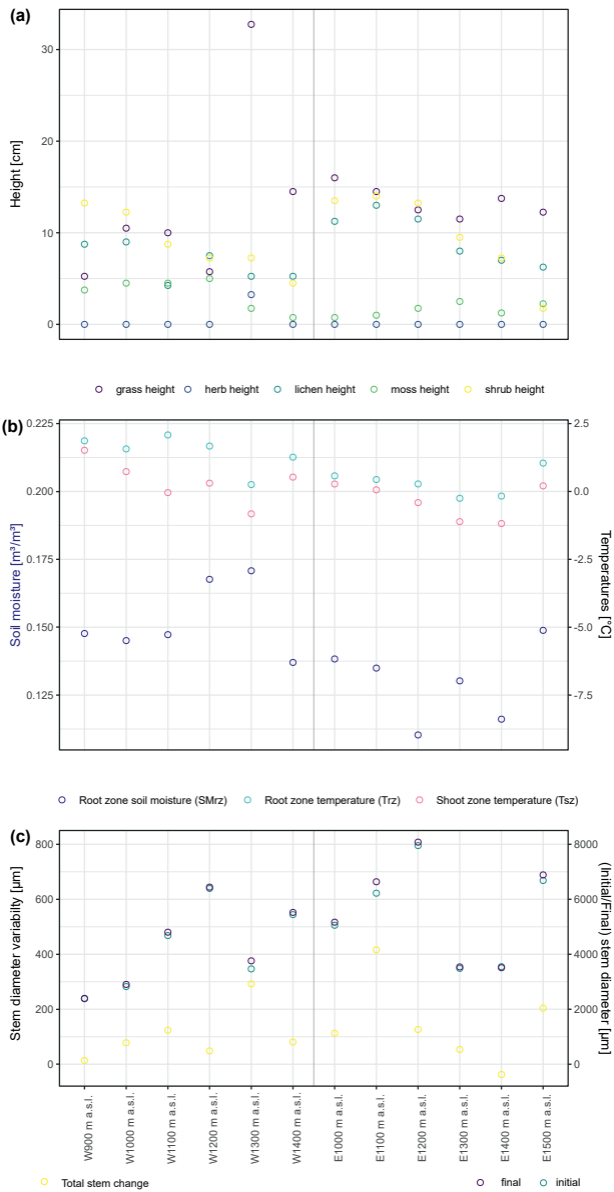 (a)
Height [cm]
30
20
10
0
grass height herb height lichen height moss height shrub height
(b)
Soil moisture [m³/m³]
Temperatures [°C]
0.225 2.5
0.200 0.0
0.175 -2.5
0.150 -5.0
0.125 -7.5
Root zone soil moisture (SMrz) Root zone temperature (Trz) Shoot zone temperature (Tsz)
(c)
Stem diameter variabilty [µm]
(Initial/Final) stem diameter [µm]
800 8000
600 6000
400 4000
200 2000
0 0
W900 m a.s.l.
W1000 m a.s.l.
W1100 m a.s.l.
W1200 m a.s.l.
W1300 m a.s.l.
W1400 m a.s.l.
E1000 m a.s.l.
E1100 m a.s.l.
E1200 m a.s.l.
E1300 m a.s.l.
E1400 m a.s.l.
E1500 m a.s.l.
Total stem change final initial